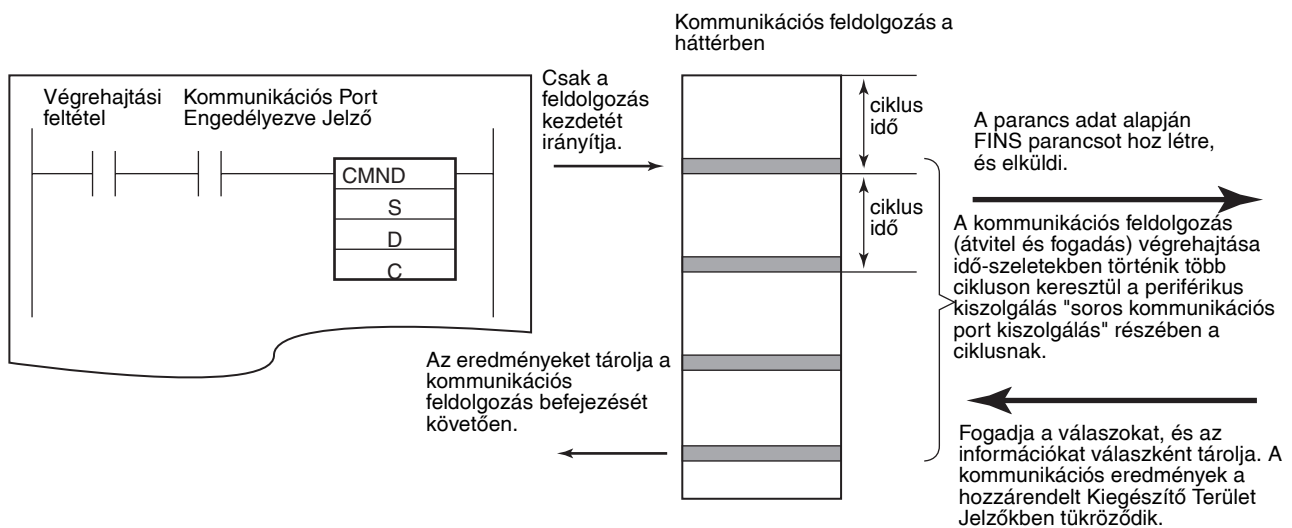 Kommunikációs feldolgozás a
háttérben
Végrehajtási
feltétel
Kommunikációs Port
Engedélyezve Jelző
CMND
S
D
C
Csak a
feldolgozás
kezdetét
irányítja.
ciklus
idő
ciklus
idő
A parancs adat alapján
FINS parancsot hoz létre,
és elküldi.
A kommunikációs feldolgozás
(átvitel és fogadás) végrehajtása
idő-szeletekben történik több
cikluson keresztül a periférikus
kiszolgálás "soros kommunikációs
port kiszolgálás" részében a
ciklusnak.
Az eredményeket tárolja a
kommunikációs
feldolgozás befejezését
követően.
Fogadja a válaszokat, és az
információkat válaszként tárolja. A
kommunikációs eredmények a
hozzárendelt Kiegészítő Terület
Jelzőkben tükröződik.